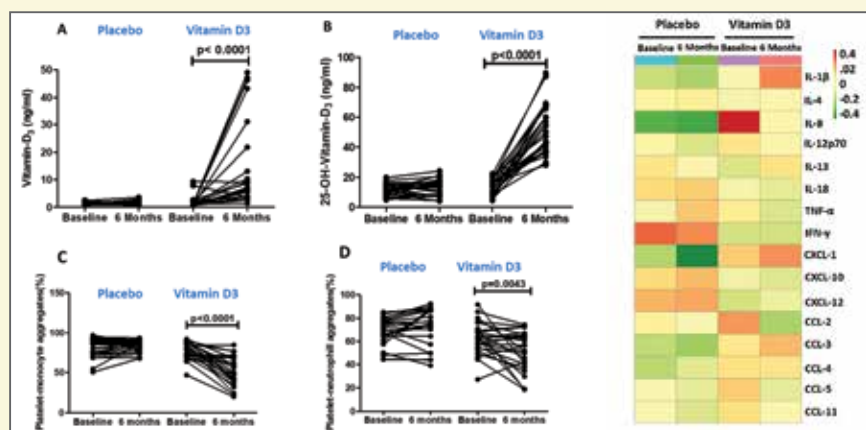 A
Placebo
Vitamin D3
p< 0.0001
Vitamin-D3 (ng/ml)
50
40
30
20
10
0
Baseline
6 Months
Baseline
6 Months
B
Placebo
Vitamin D3
p<0.0001
25-OH-Vitamin-D3 (ng/ml)
100
80
60
40
20
0
Baseline
6 Months
Baseline
6 Months
C
Placebo
Vitamin D3
p<0.0001
Platelet-monocyte aggregates(%)
150
100
50
0
Baseline
6 months
Baseline
6 months
D
Placebo
Vitamin D3
p=0.0043
Platelet-neutrophill aggregates(%)
100
80
60
40
20
0
Baseline
6 months
Baseline
6 months
Placebo
Vitamin D3
Baseline
6 Months
Baseline
6 Months
0.4
.02
0
-0.2
-0.4
IL-1β
IL-4
IL-8
IL-12p70
IL-13
IL-18
TNF-α
IFN-γ
CXCL-1
CXCL-10
CXCL-12
CCL-2
CCL-3
CCL-4
CCL-5
CCL-11